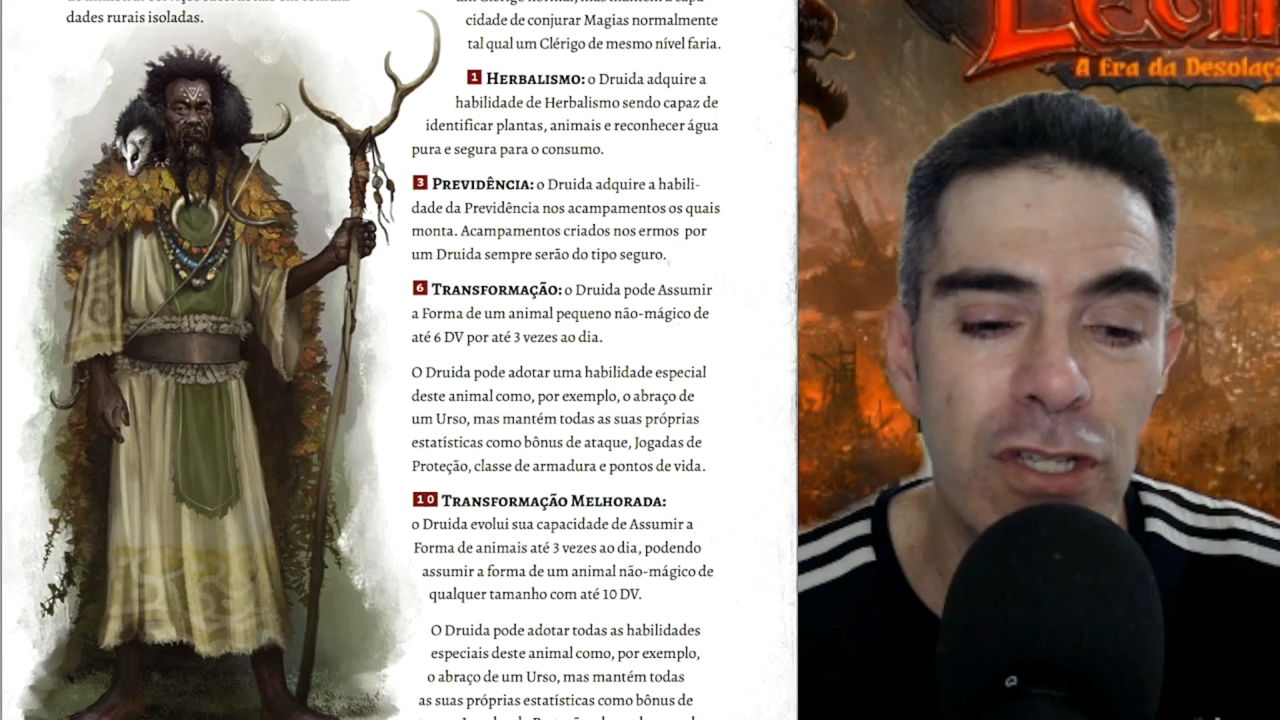 dades rurais isoladas.
cidade de conjurar Magias normalmente
tal qual um Clérigo de mesmo nível faria.
1 Herbalismo: o Druida adquire a
habilidade de Herbalismo sendo capaz de
identificar plantas, animais e reconhecer água
pura e segura para o consumo.
3 Previdência: o Druida adquire a habili-
dade da Previdência nos acampamentos os quais
monta. Acampamentos criados nos ermos por
um Druida sempre serão do tipo seguro.
6 Transformação: o Druida pode Assumir
a Forma de um animal pequeno não-mágico de
até 6 DV por até 3 vezes ao dia.
O Druida pode adotar uma habilidade especial
deste animal como, por exemplo, o abraço de
um Urso, mas mantém todas as suas próprias
estatísticas como bônus de ataque, Jogadas de
Proteção, classe de armadura e pontos de vida.
10 Transformação Melhorada:
o Druida evolui sua capacidade de Assumir a
Forma de animais até 3 vezes ao dia, podendo
assumir a forma de um animal não-mágico de
qualquer tamanho com até 10 DV.
O Druida pode adotar todas as habilidades
especiais deste animal como, por exemplo,
o abraço de um Urso, mas mantém todas
as suas próprias estatísticas como bônus de
A Era da